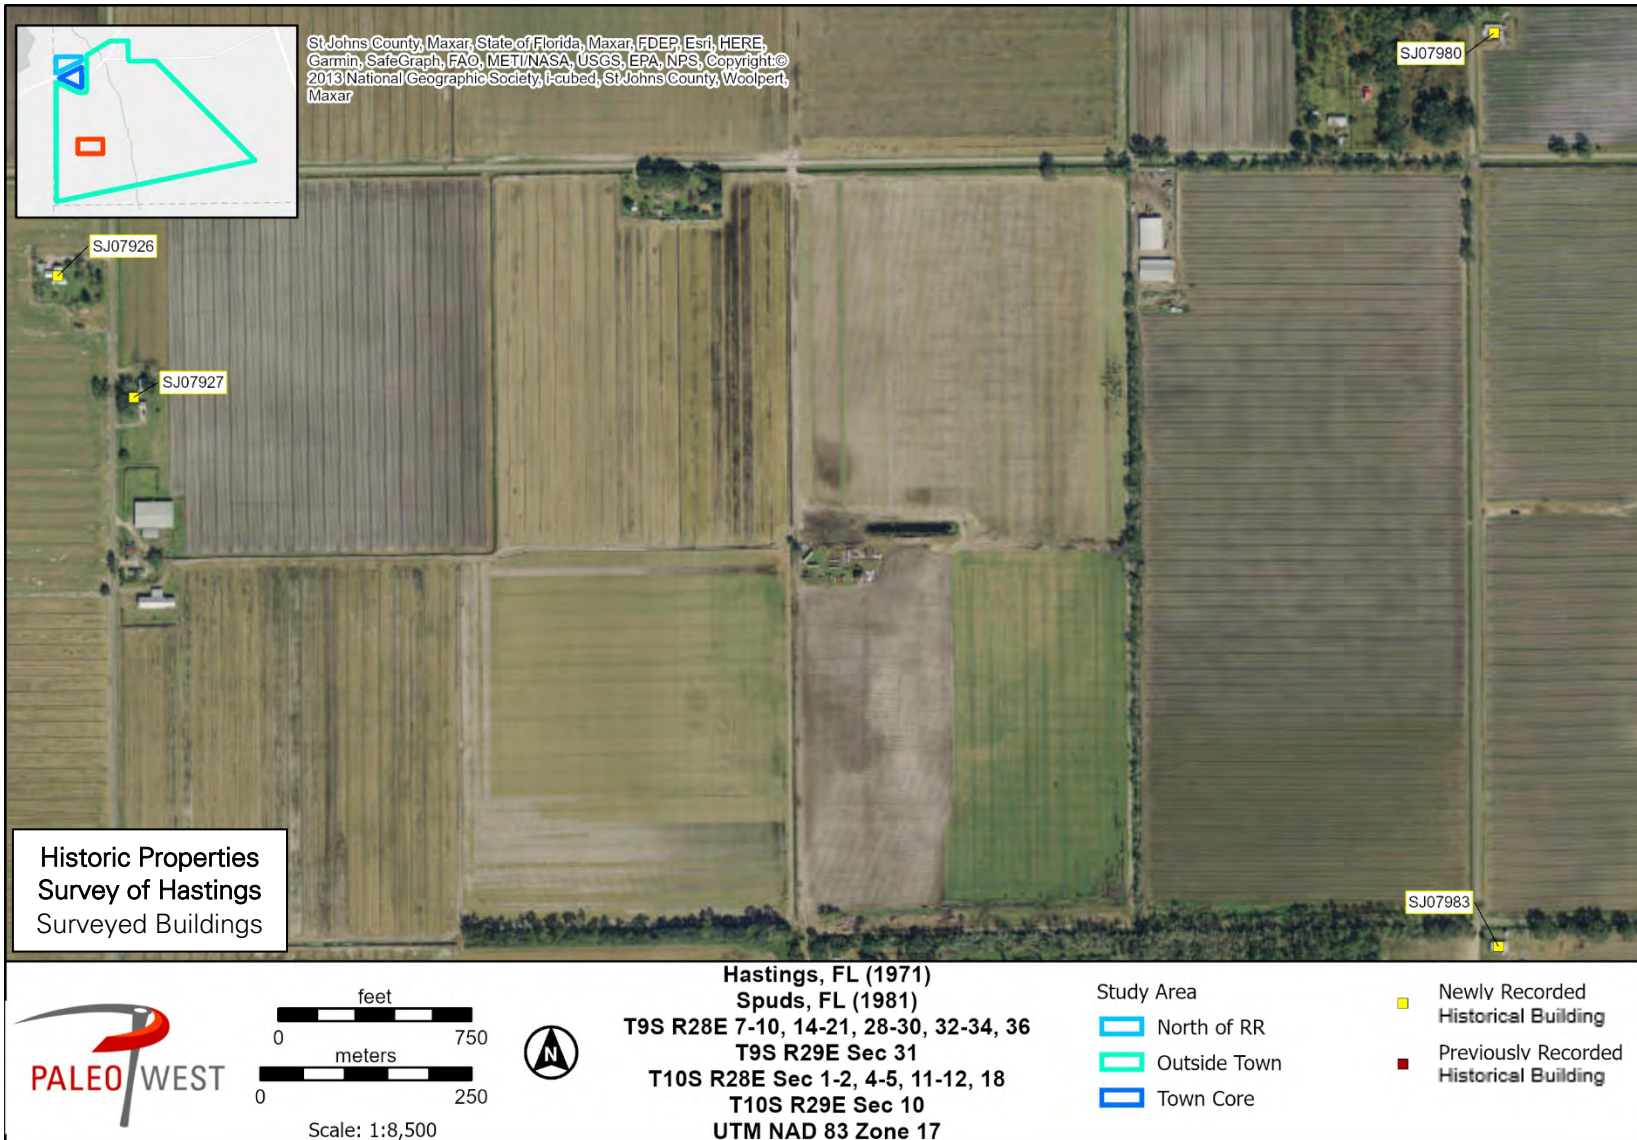 St Johns County, Maxar, State of Florida, Maxar, FDEP, Esri, HERE,
Garmin, SafeGraph, FAO, METI/NASA, USGS, EPA, NPS, Copyright:©
2013 National Geographic Society, i-cubed, St Johns County, Woolpert,
Maxar
SJ07980
SJ07926
SJ07927
SJ07983
Historic Properties
Survey of Hastings
Surveyed Buildings
PALEO WEST
feet
0 750
meters
0 250
Scale: 1:8,500
N
Hastings, FL (1971)
Spuds, FL (1981)
T9S R28E 7-10, 14-21, 28-30, 32-34, 36
T9S R29E Sec 31
T10S R28E Sec 1-2, 4-5, 11-12, 18
T10S R29E Sec 10
UTM NAD 83 Zone 17
Study Area
North of RR
Outside Town
Town Core
Newly Recorded
Historical Building
Previously Recorded
Historical Building